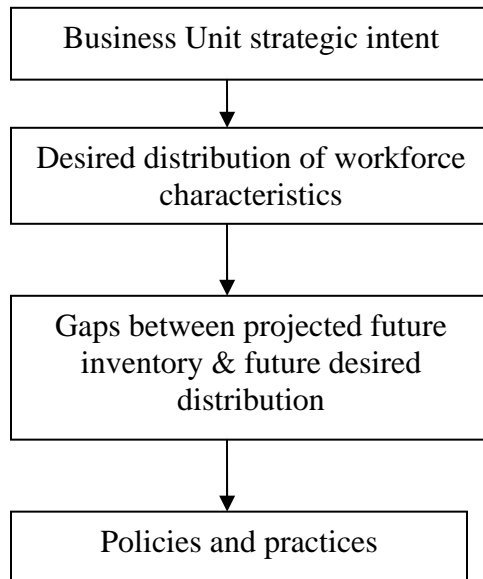 Business Unit strategic intent
Desired distribution of workforce
characteristics
Gaps between projected future
inventory & future desired
distribution
Policies and practices